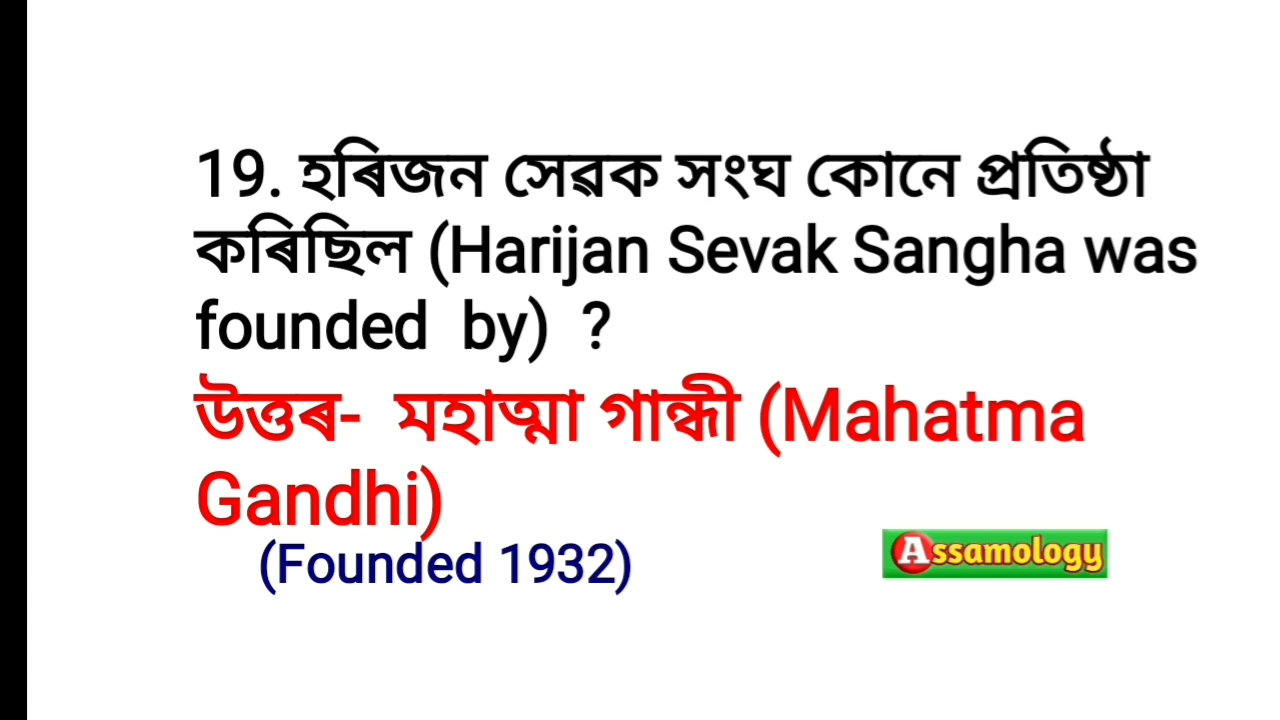 19. হৰিজন সেৱক সংঘ কোনে প্ৰতিষ্ঠা
কৰিছিল (Harijan Sevak Sangha was
founded by) ?
উত্তৰ- মহাত্মা গান্ধী (Mahatma
Gandhi)
(Founded 1932)
Assamology